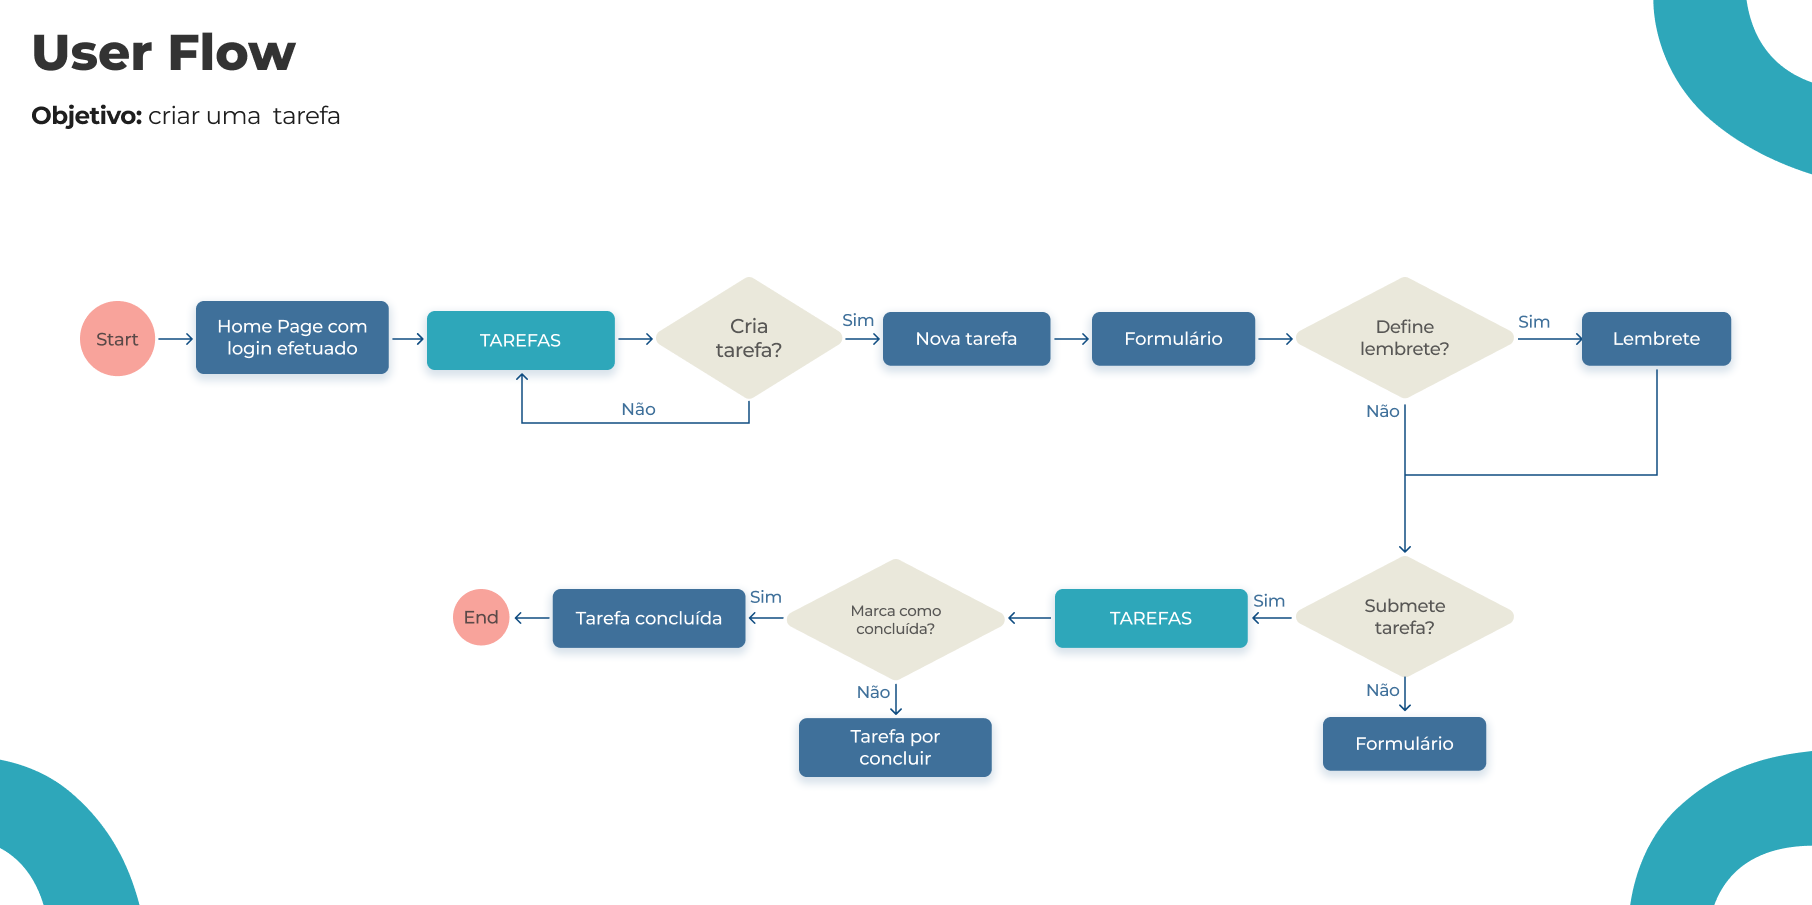 User Flow
Objetivo: criar uma tarefa
Start
Home Page com
login efetuado
TAREFAS
Cria
tarefa?
Sim
Não
Nova tarefa
Formulário
Define
lembrete?
Sim
Não
Lembrete
Submete
tarefa?
Sim
Não
Formulário
TAREFAS
Marca como
concluída?
Sim
Não
Tarefa por
concluir
Tarefa concluída
End